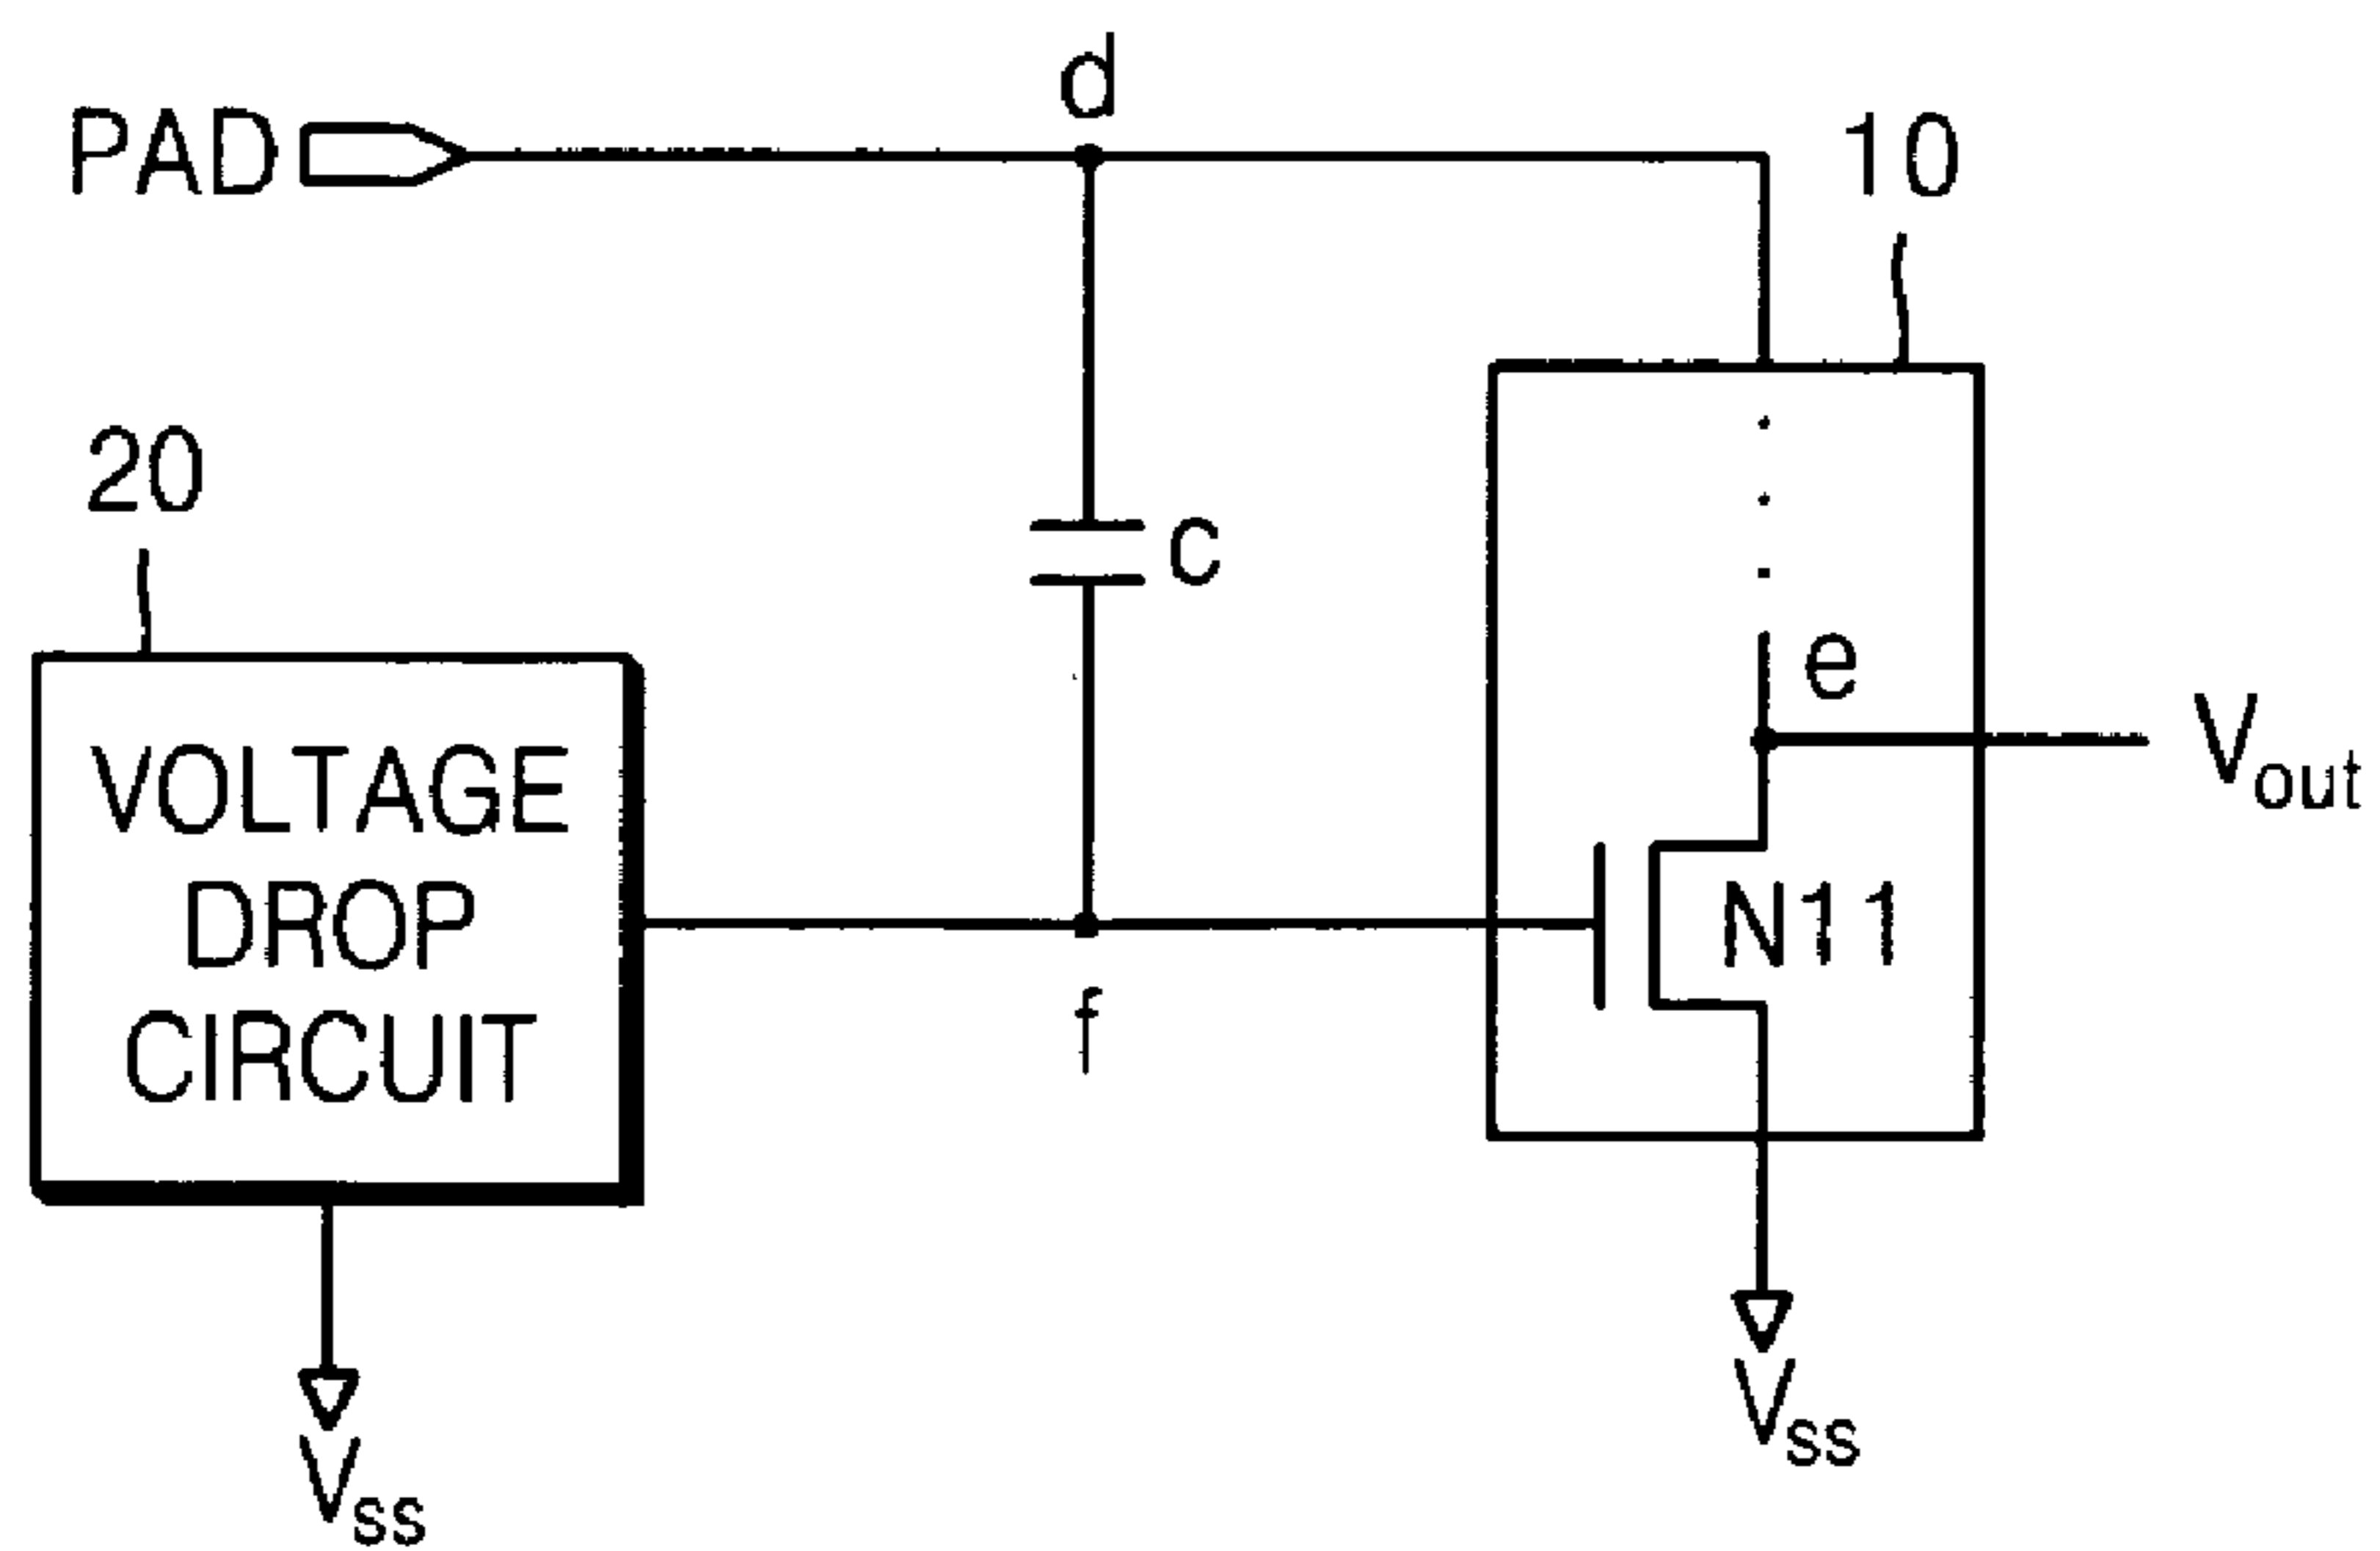 d
PAD
10
20
C
e
Vout
VOLTAGE
DROP
CIRCUIT
N11
f
Vss
Vss